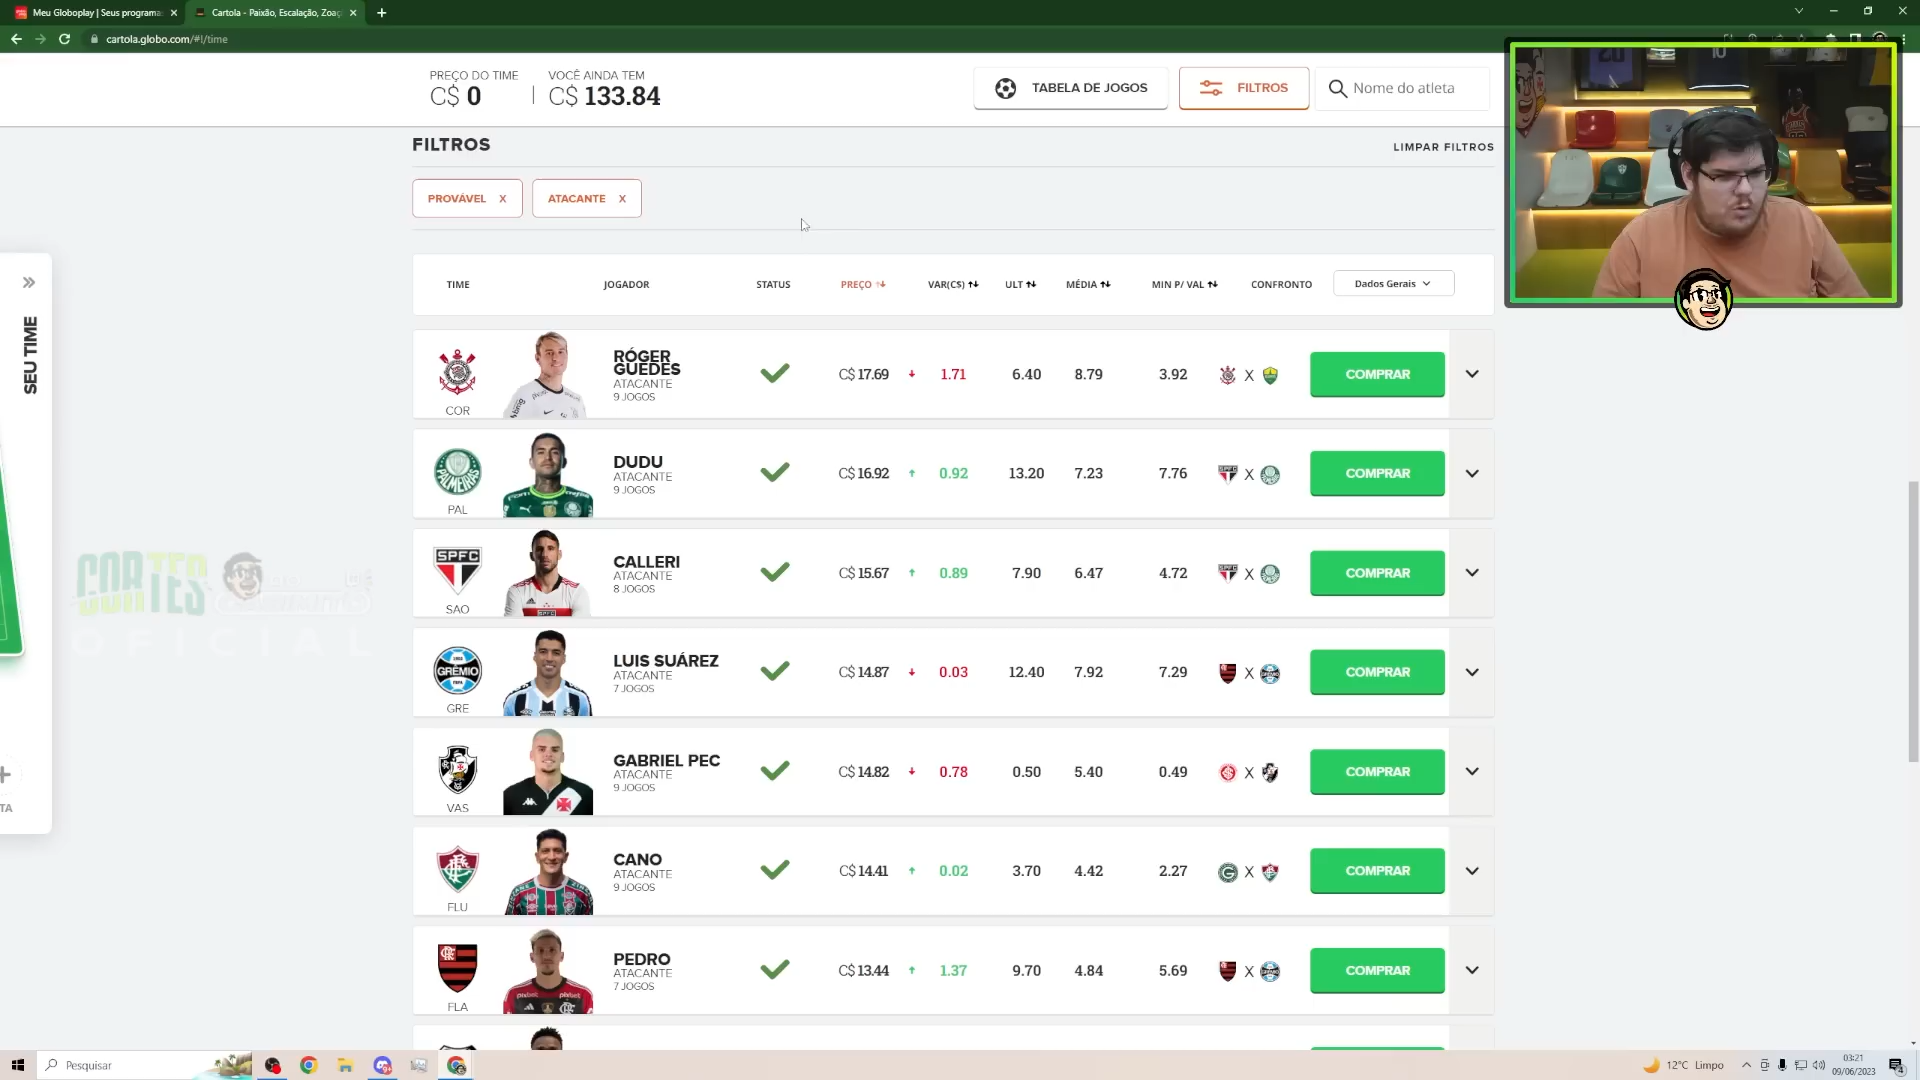 Meu Globoplay | Seus programas
Cartola - Paixão, Escalação, Zoaç
cartola.globo.com/#!/time
PREÇO DO TIME
C$ 0
VOCÊ AINDA TEM
C$ 133.84
TABELA DE JOGOS
FILTROS
Nome do atleta
FILTROS
LIMPAR FILTROS
PROVÁVEL X
ATACANTE X
SEU TIME
TIME JOGADOR STATUS PREÇO VAR(C$) ULT MÉDIA MIN P/ VAL CONFRONTO Dados Gerais
COR
RÓGER GUEDES
ATACANTE
9 JOGOS
C$ 17.69 1.71 6.40 8.79 3.92 X COMPRAR
PAL
DUDU
ATACANTE
9 JOGOS
C$ 16.92 0.92 13.20 7.23 7.76 X COMPRAR
SAO
CALLERI
ATACANTE
8 JOGOS
C$ 15.67 0.89 7.90 6.47 4.72 X COMPRAR
GRE
LUIS SUÁREZ
ATACANTE
7 JOGOS
C$ 14.87 0.03 12.40 7.92 7.29 X COMPRAR
VAS
GABRIEL PEC
ATACANTE
9 JOGOS
C$ 14.82 0.78 0.50 5.40 0.49 X COMPRAR
FLU
CANO
ATACANTE
9 JOGOS
C$ 14.41 0.02 3.70 4.42 2.27 X COMPRAR
FLA
PEDRO
ATACANTE
7 JOGOS
C$ 13.44 1.37 9.70 4.84 5.69 X COMPRAR
TA
CORTES
OFICIAL
Pesquisar
12°C Limpo
03:21
09/06/2023